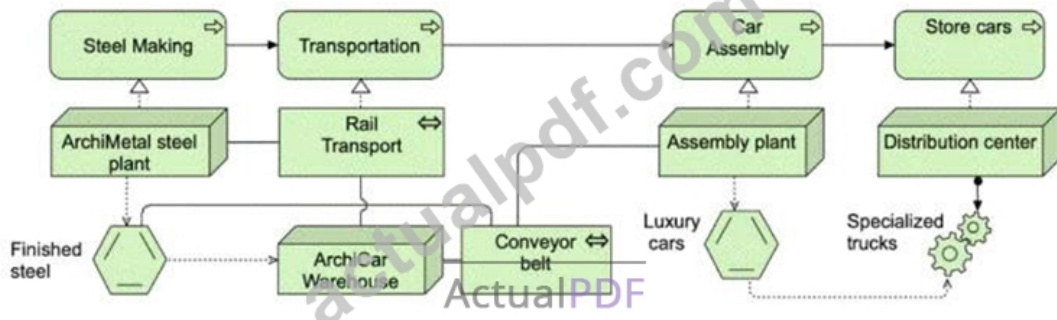 Steel Making
Transportation
Car
Assembly
Store cars
ArchiMetal steel
plant
Rail
Transport
Assembly plant
Distribution center
Finished
steel
ArchiCar
Warehouse
Conveyor
belt
Luxury
cars
Specialized
trucks
actualpdf.com
ActualPDF